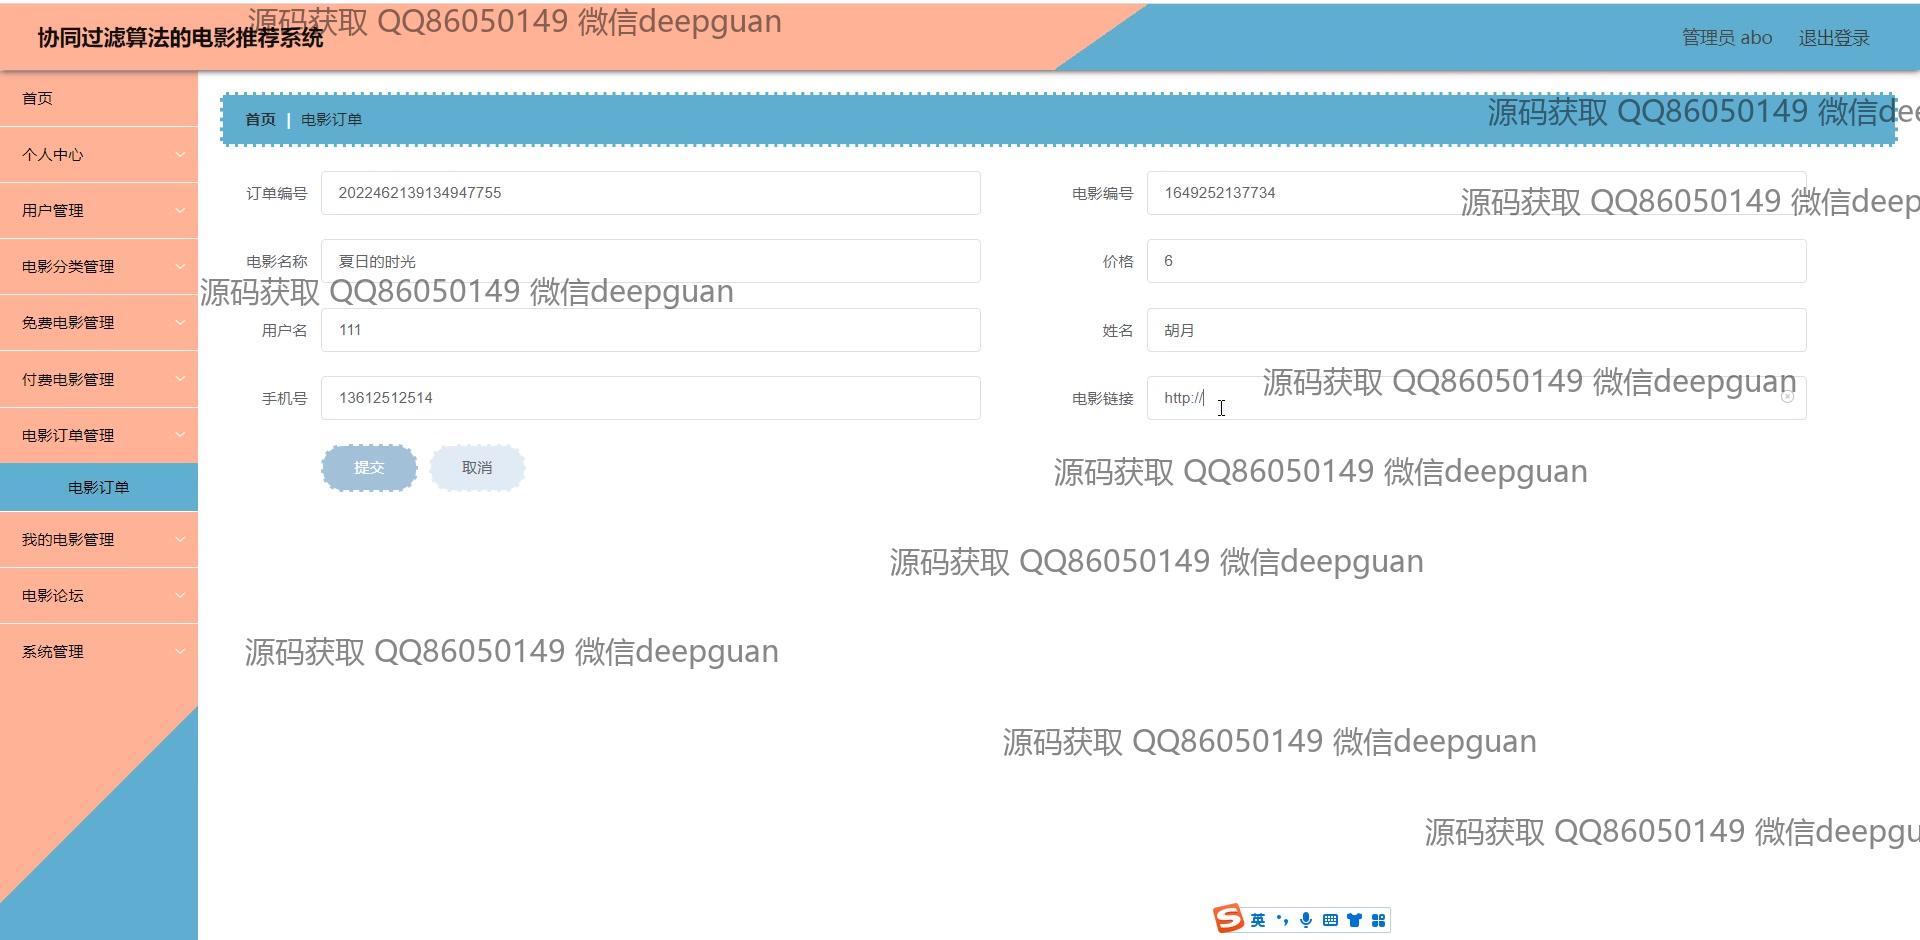 源码获取 QQ86050149 微信deepguan
协同过滤算法的电影推荐系统
管理员 abo 退出登录
首页
首页 | 电影订单
源码获取 QQ86050149 微信dee
个人中心
订单编号 2022462139134947755
电影编号 1649252137734
源码获取 QQ86050149 微信deep
用户管理
电影分类管理
电影名称 夏日的时光
价格 6
源码获取 QQ86050149 微信deepguan
免费电影管理
用户名 111
姓名 胡月
付费电影管理
源码获取 QQ86050149 微信deepguan
手机号 13612512514
电影链接 http://
电影订单管理
提交 取消
源码获取 QQ86050149 微信deepguan
电影订单
我的电影管理
源码获取 QQ86050149 微信deepguan
电影论坛
系统管理
源码获取 QQ86050149 微信deepguan
源码获取 QQ86050149 微信deepguan
源码获取 QQ86050149 微信deepgu
S 英